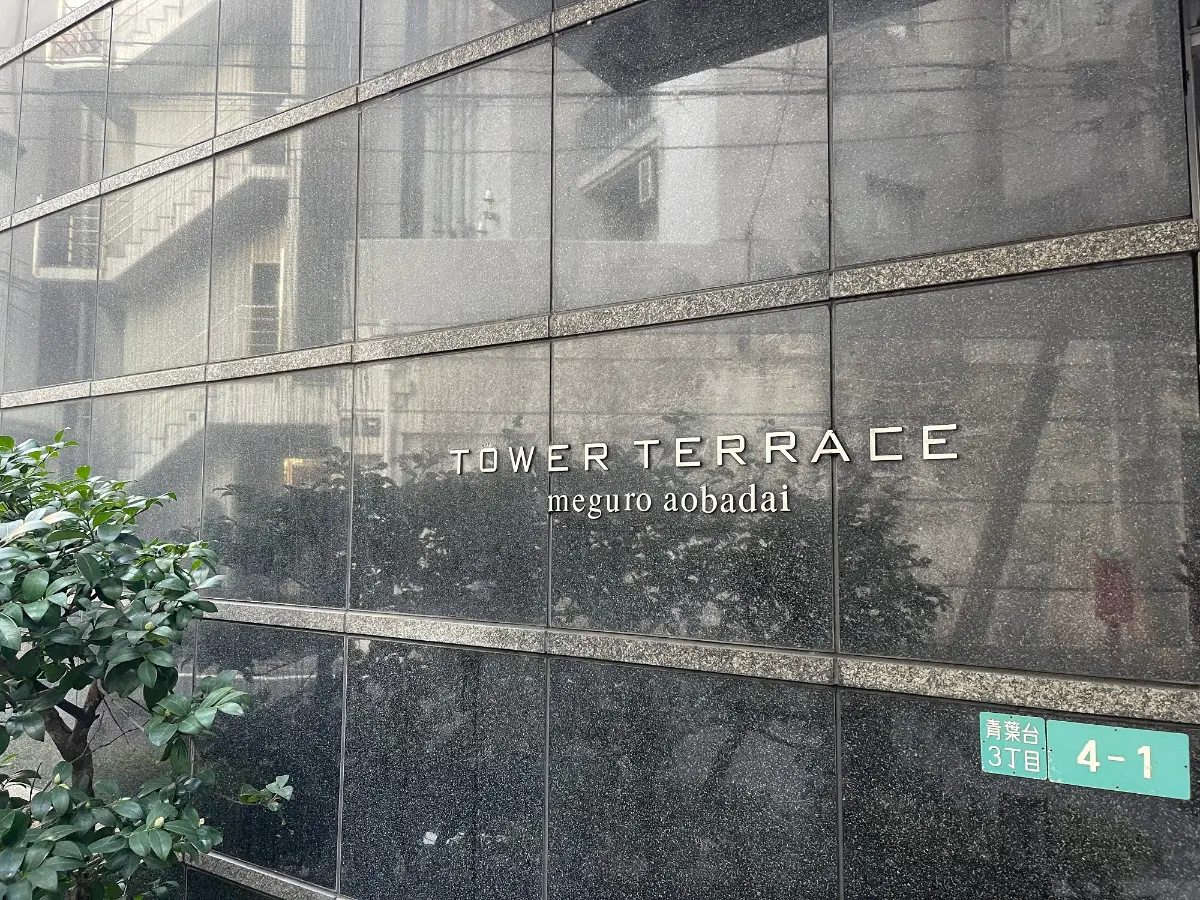 TOWER TERRACE
meguro aobadai
青葉台
3丁目
4-1